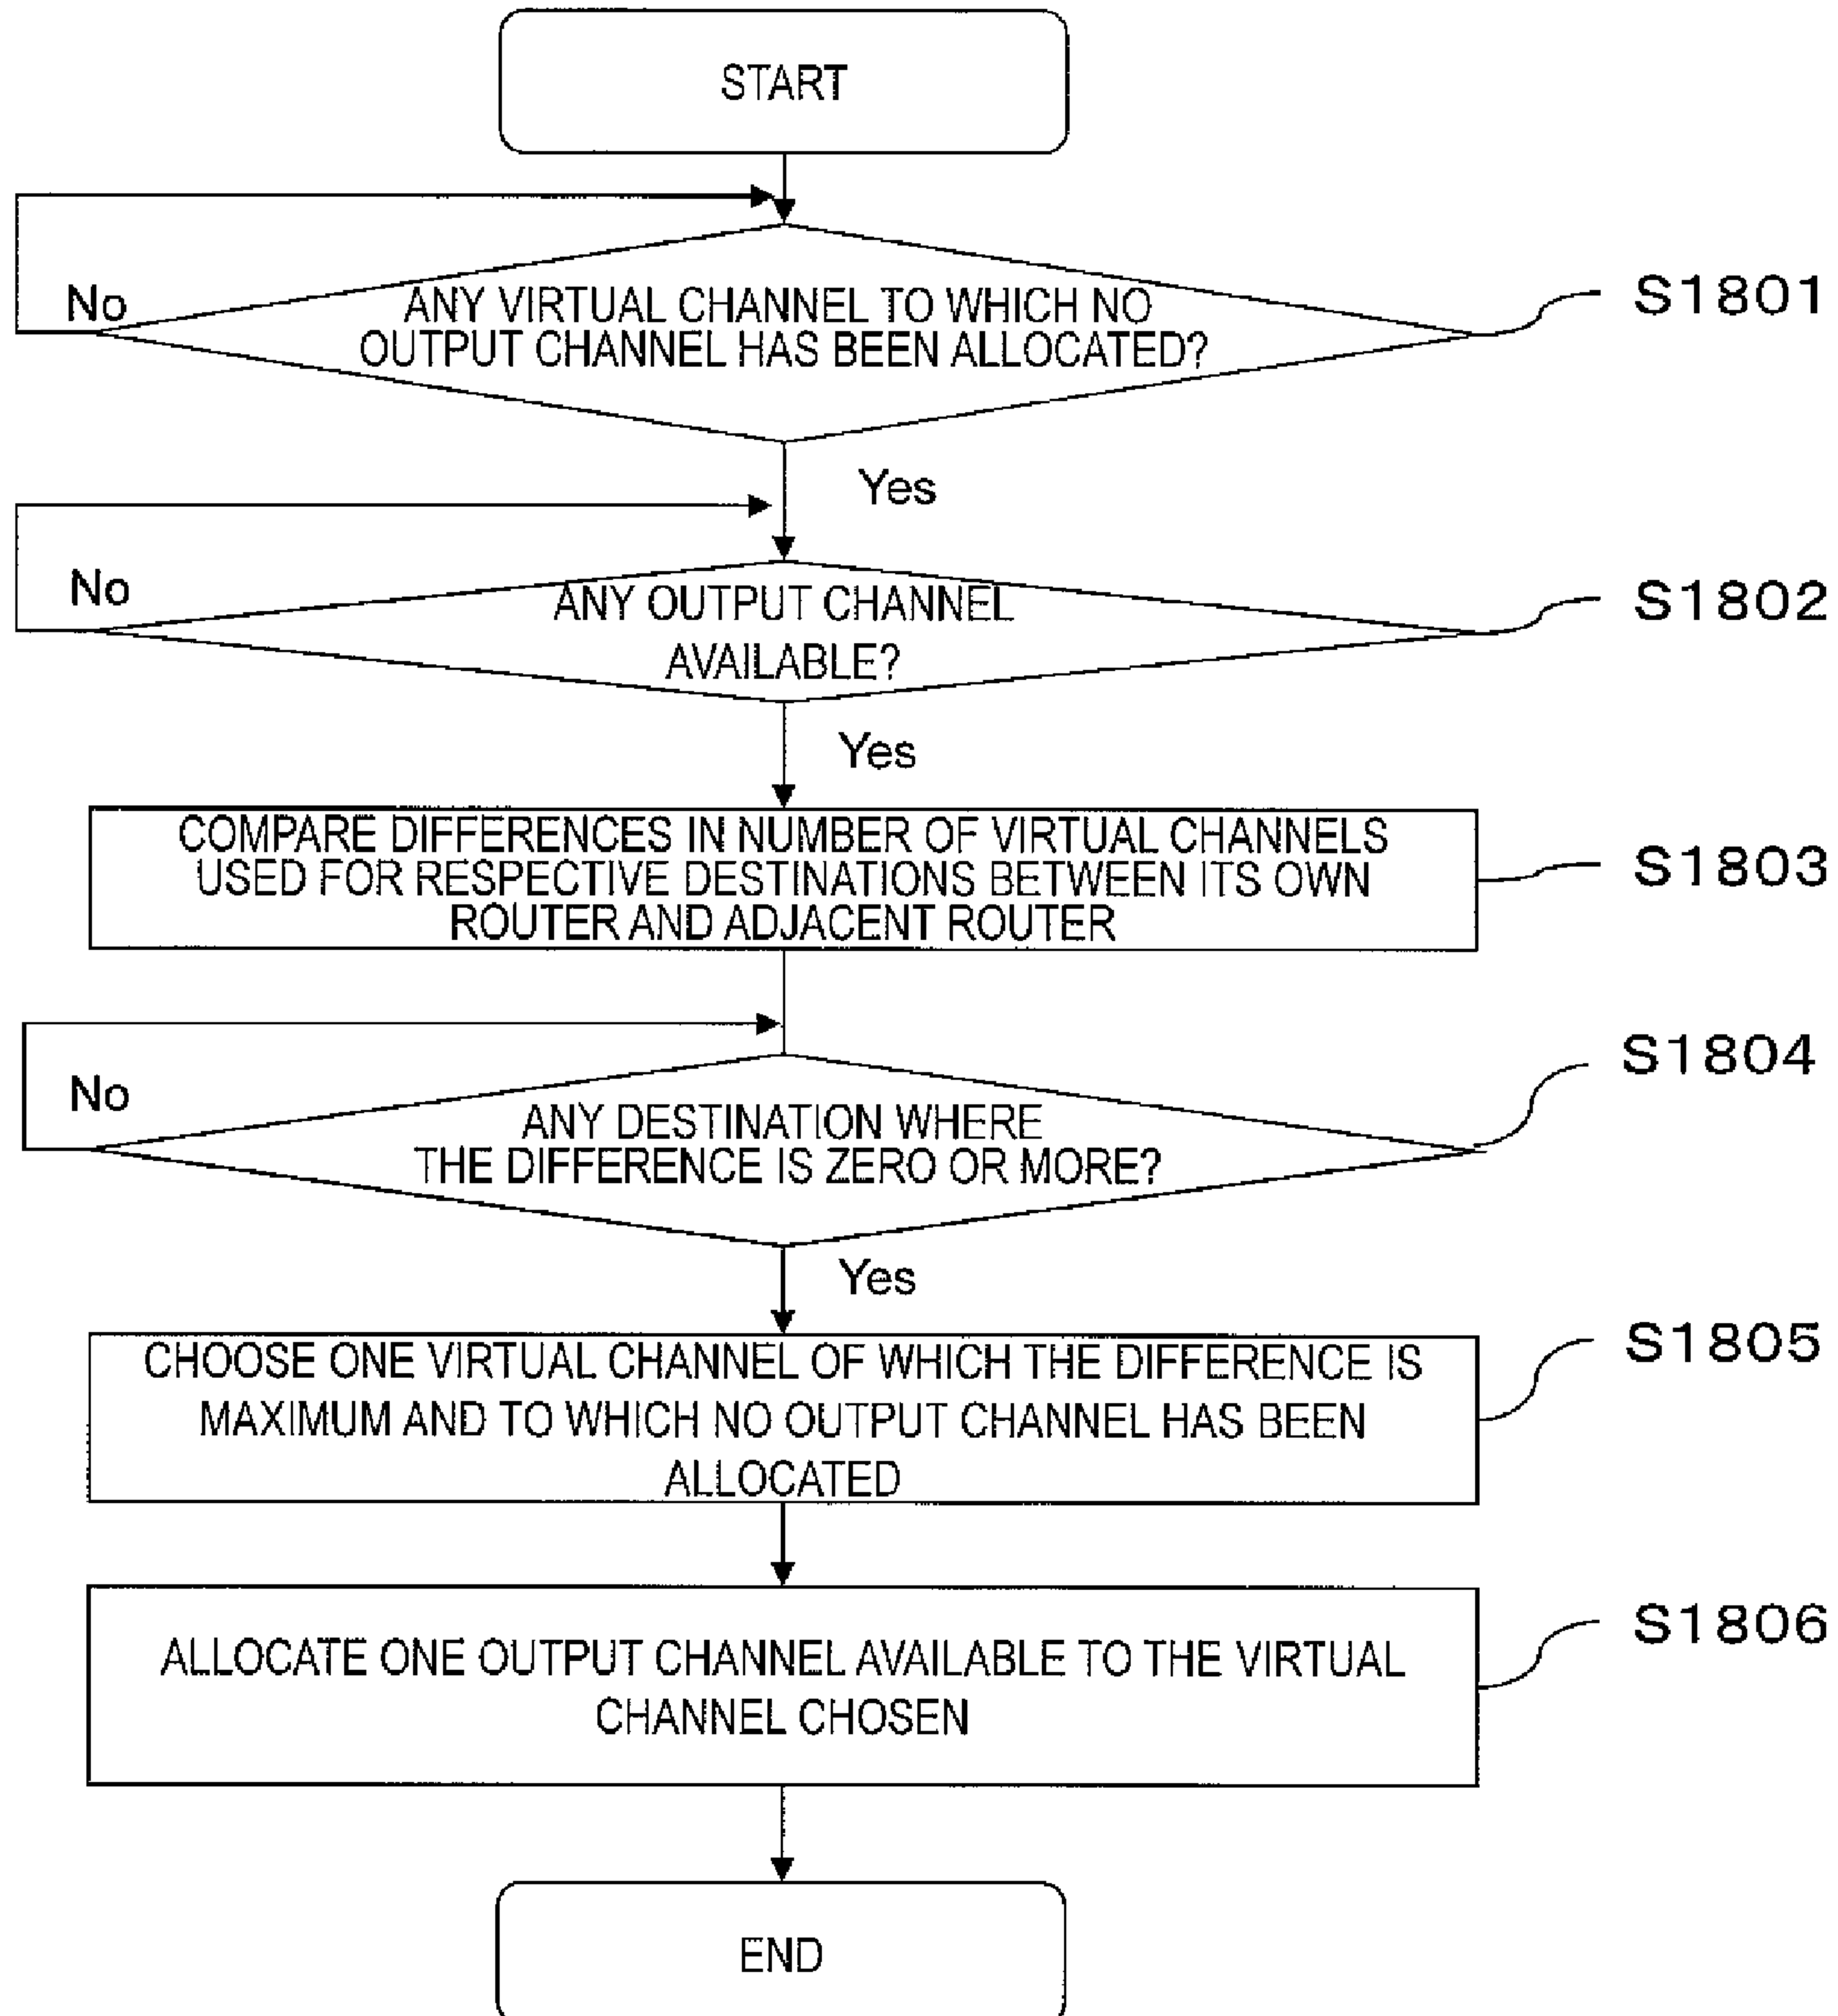 START
No
ANY VIRTUAL CHANNEL TO WHICH NO
OUTPUT CHANNEL HAS BEEN ALLOCATED?
S1801
Yes
No
ANY OUTPUT CHANNEL
AVAILABLE?
S1802
Yes
COMPARE DIFFERENCES IN NUMBER OF VIRTUAL CHANNELS
USED FOR RESPECTIVE DESTINATIONS BETWEEN ITS OWN
ROUTER AND ADJACENT ROUTER
S1803
No
ANY DESTINATION WHERE
THE DIFFERENCE IS ZERO OR MORE?
S1804
Yes
CHOOSE ONE VIRTUAL CHANNEL OF WHICH THE DIFFERENCE IS
MAXIMUM AND TO WHICH NO OUTPUT CHANNEL HAS BEEN
ALLOCATED
S1805
ALLOCATE ONE OUTPUT CHANNEL AVAILABLE TO THE VIRTUAL
CHANNEL CHOSEN
S1806
END